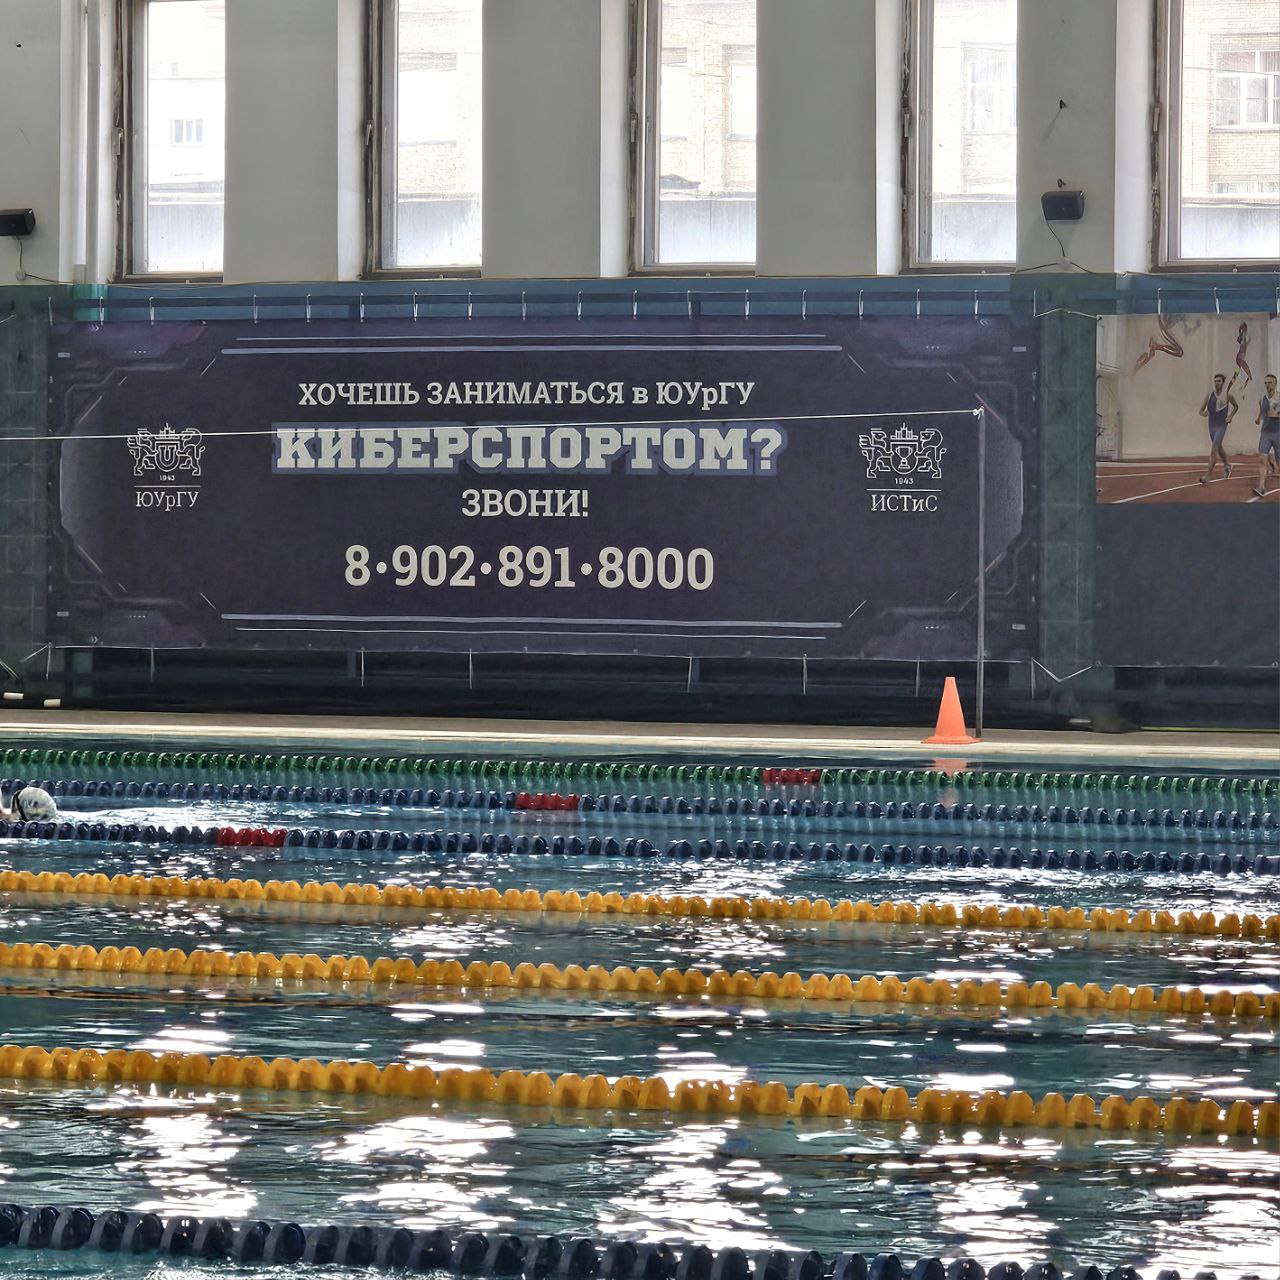 ХОЧЕШЬ ЗАНИМАТЬСЯ в ЮУрГУ
КИБЕРСПОРТОМ?
ЗВОНИ!
8•902•891•8000
1943
ЮУрГУ
1943
ИСТиС